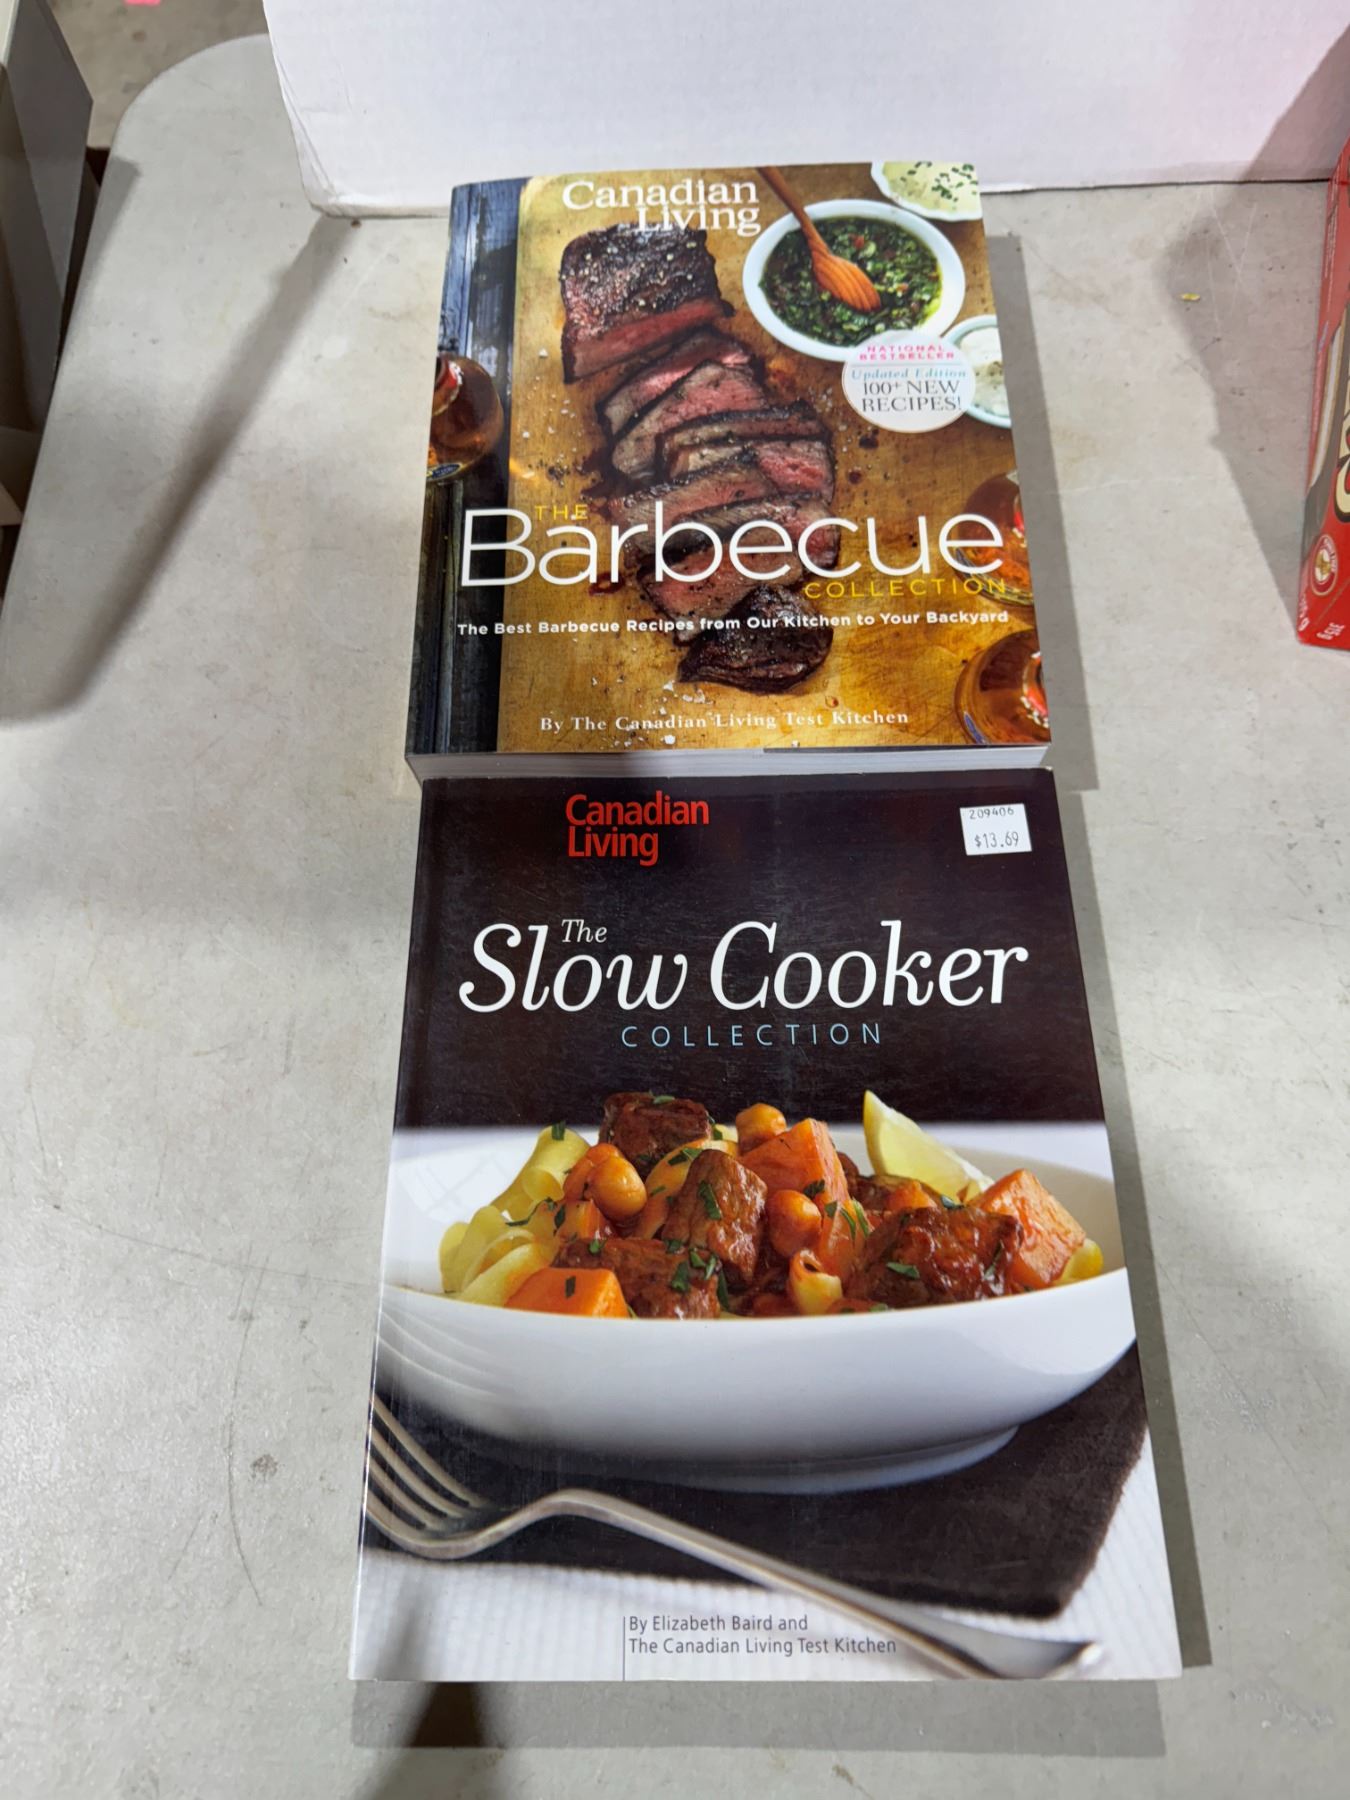 Canadian
Living
NATIONAL
BESTSELLER
Updated Edition
100+ NEW
RECIPES!
THE
Barbecue
COLLECTION
The Best Barbecue Recipes from Our Kitchen to Your Backyard
By The Canadian Living Test Kitchen
Canadian
Living
209406
$13.69
The
Slow Cooker
COLLECTION
By Elizabeth Baird and
The Canadian Living Test Kitchen